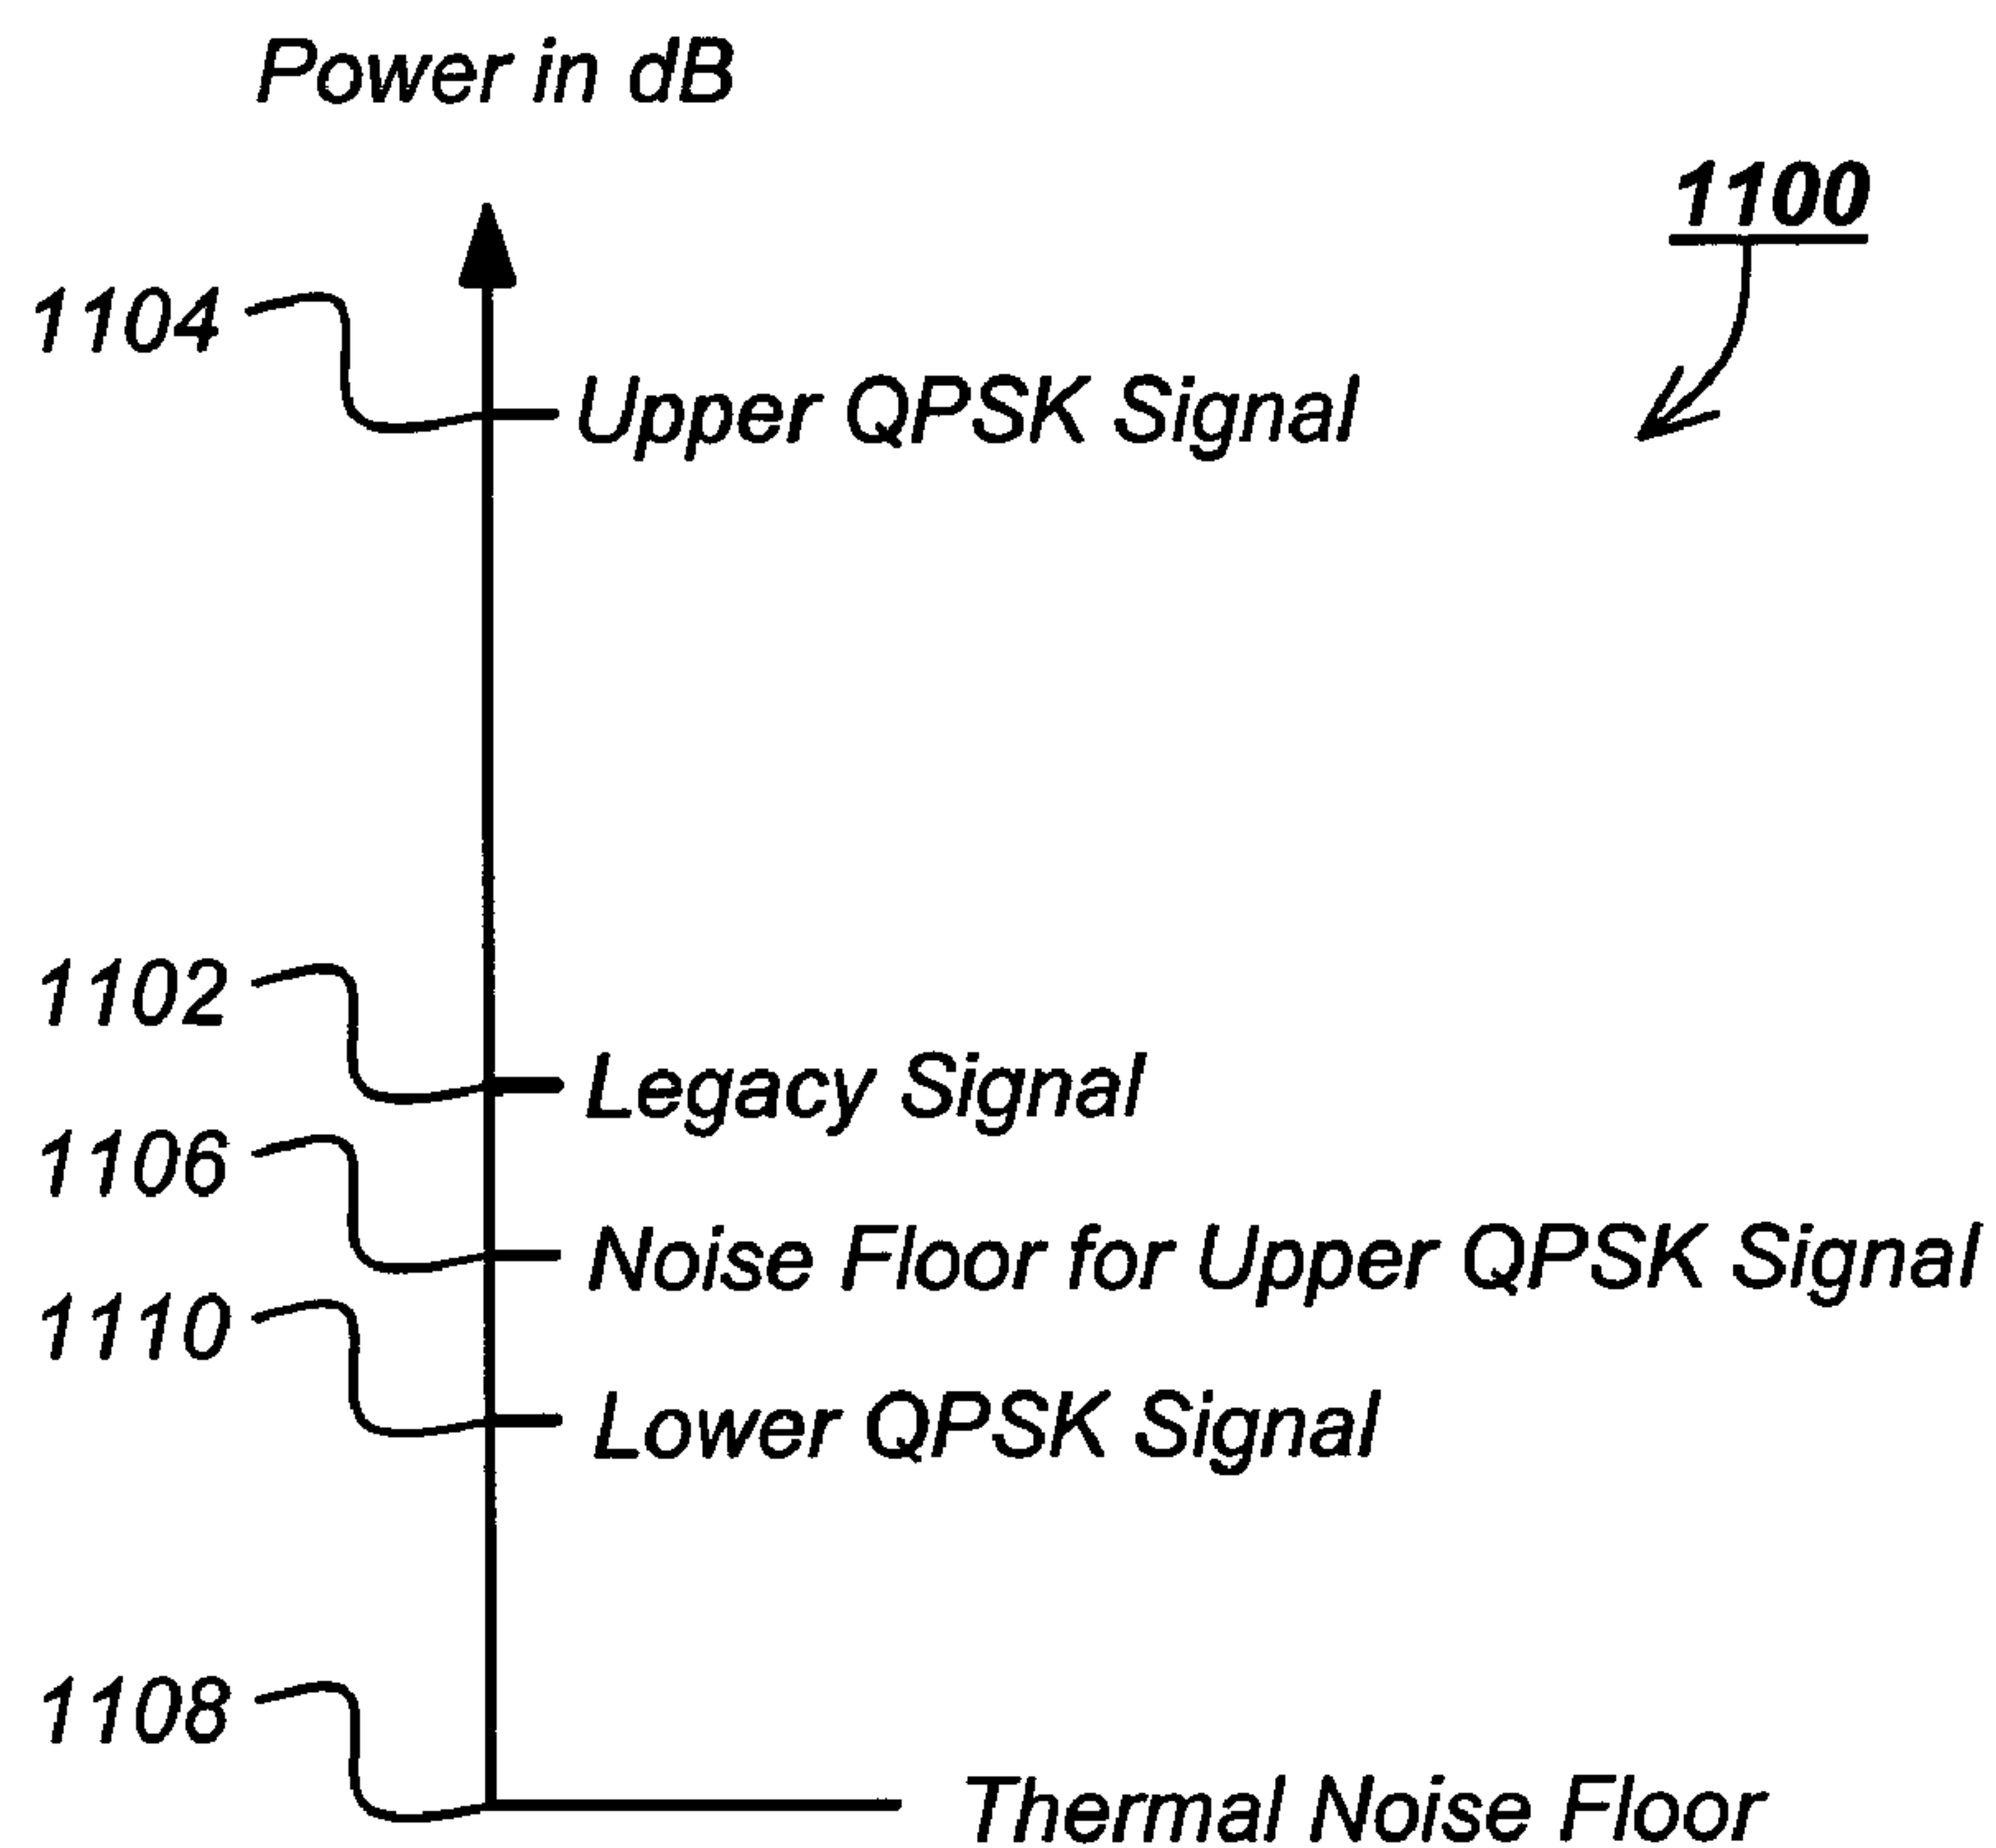 Power in dB
1100
1104
Upper QPSK Signal
1102
Legacy Signal
1106
Noise Floor for Upper QPSK Signal
1110
Lower QPSK Signal
1108
Thermal Noise Floor